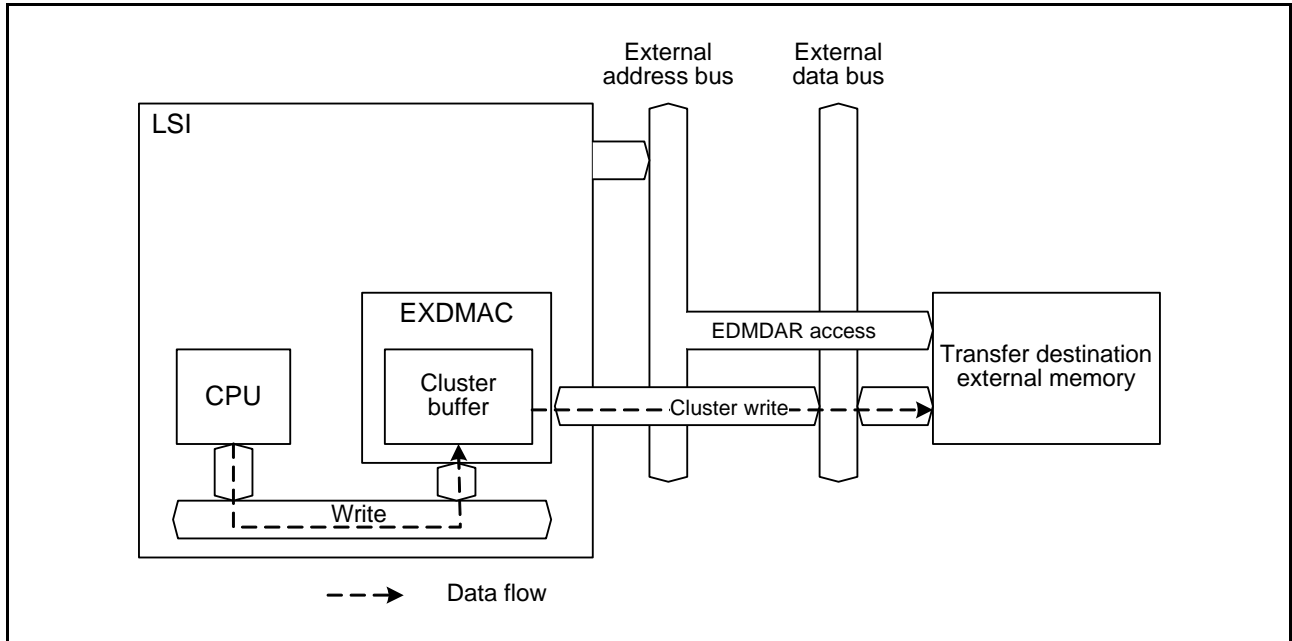 External
address bus
External
data bus
LSI
EXDMAC
EDMDAR access
Transfer destination
external memory
CPU
Cluster
buffer
Cluster write
Write
Data flow